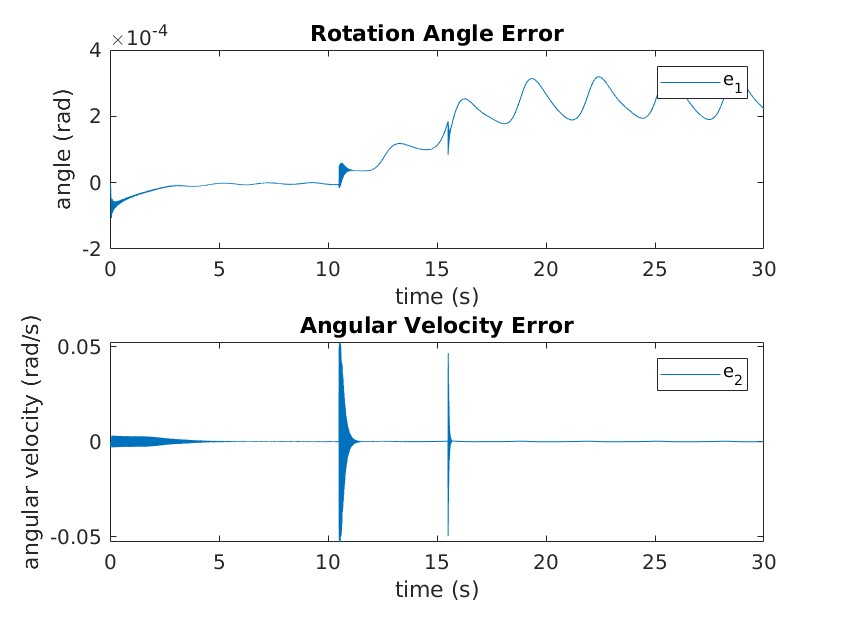 Rotation Angle Error
×10-4
4
2
0
-2
angle (rad)
e1
0 5 10 15 20 25 30
time (s)
Angular Velocity Error
0.05
0
-0.05
angular velocity (rad/s)
e2
0 5 10 15 20 25 30
time (s)